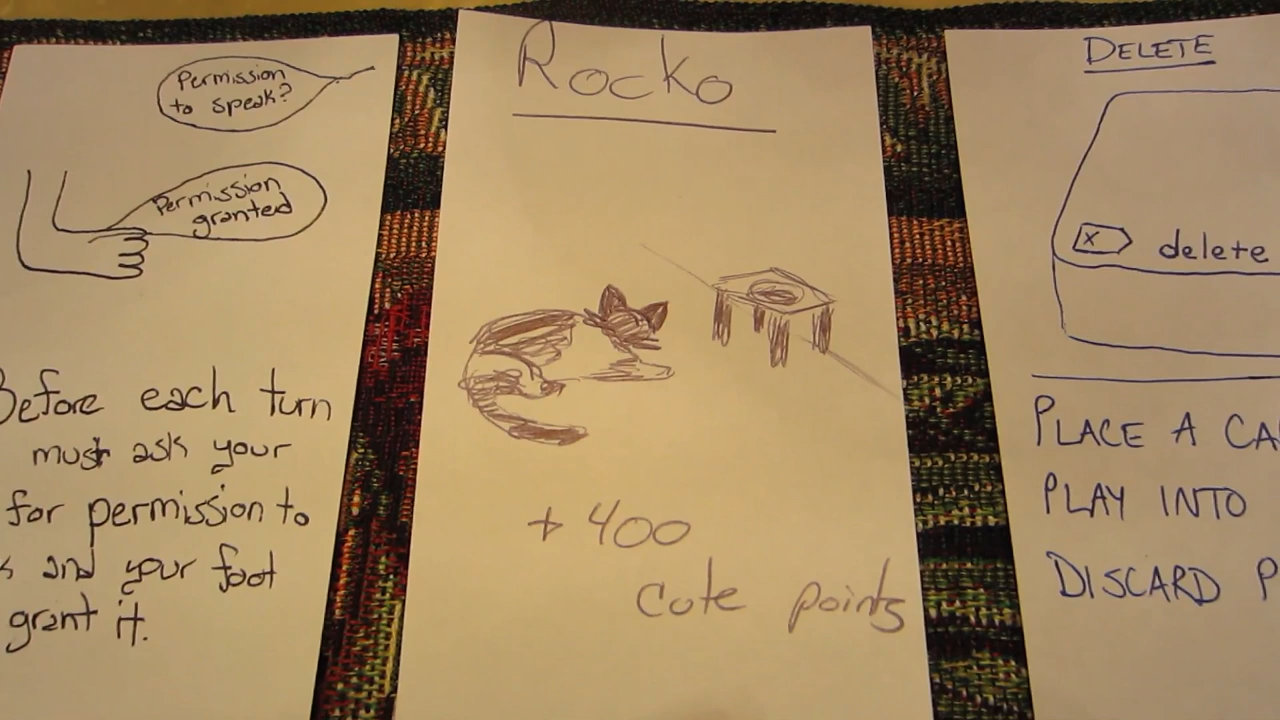 Permission
to speak?
Permission
granted
Before each turn
must ask your
for permission to
and your foot
grant it.
Rocko
+ 400
cute points
DELETE
x delete
PLACE A CA
PLAY INTO
DISCARD P